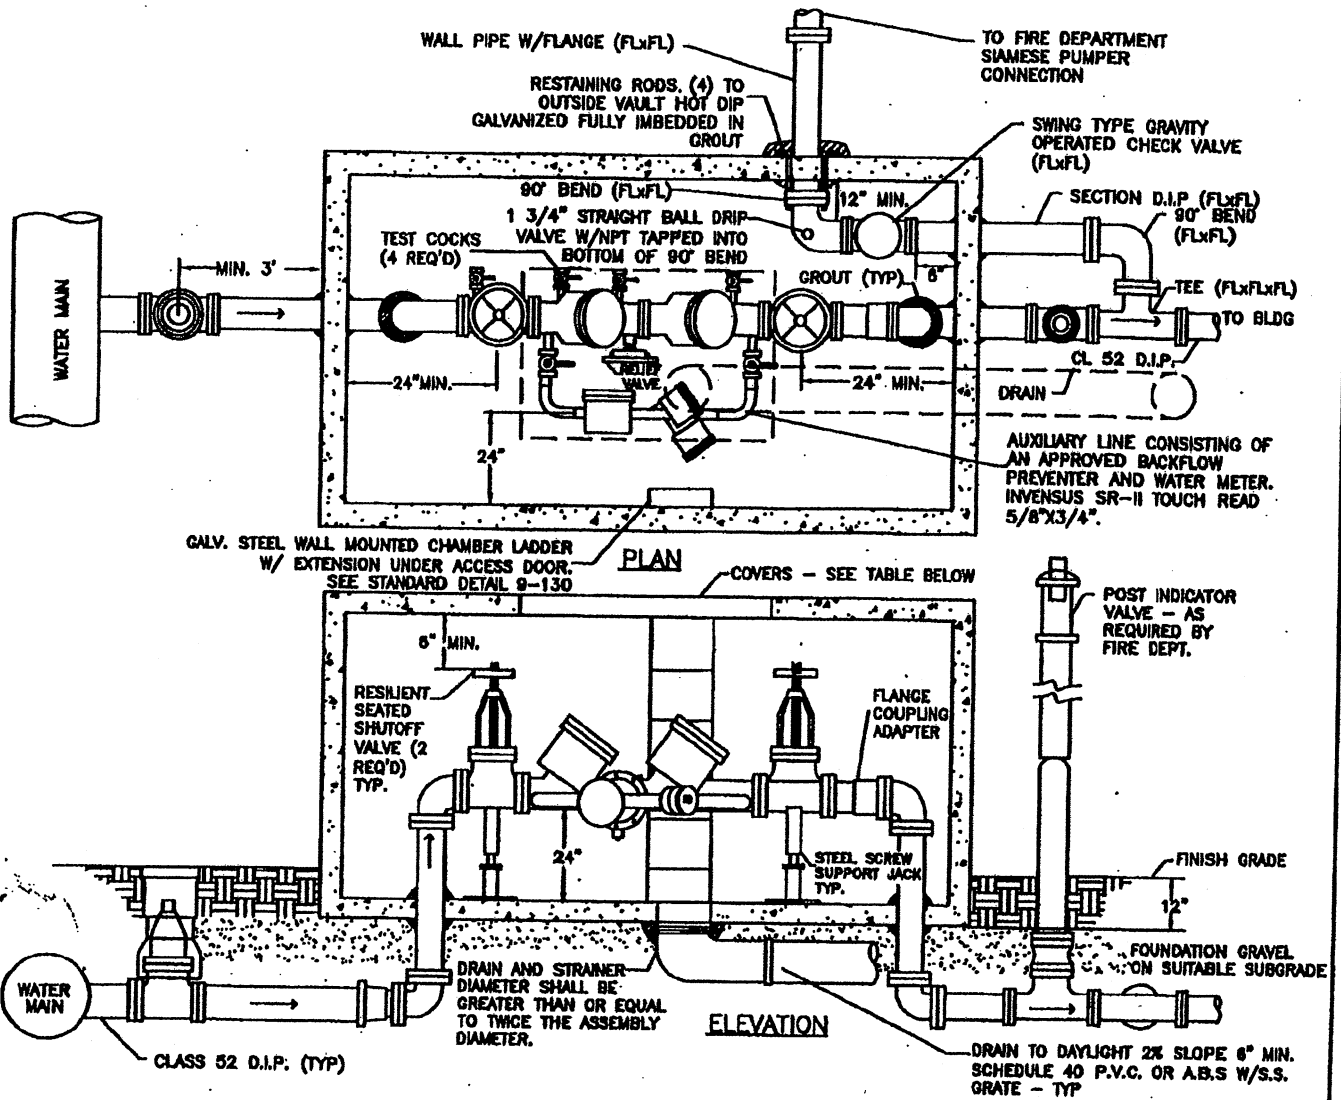 WALL PIPE W/FLANGE (FLxFL)
TO FIRE DEPARTMENT
SIAMESE PUMPER
CONNECTION
RESTAINING RODS. (4) TO
OUTSIDE VAULT HOT DIP
GALVANIZED FULLY IMBEDDED IN
GROUT
SWING TYPE GRAVITY
OPERATED CHECK VALVE
(FLxFL)
90° BEND (FLxFL)
12" MIN.
SECTION D.I.P (FLxFL)
90° BEND
(FLxFL)
1 3/4" STRAIGHT BALL DRIP
VALVE W/NPT TAPPED INTO
BOTTOM OF 90° BEND
TEST COCKS
(4 REQ'D)
MIN. 3'
GROUT (TYP)
6"
TEE (FLxFLxFL)
TO BLDG
WATER MAIN
RELIEF
VALVE
CL 52 D.I.P.
24"MIN.
24" MIN.
DRAIN
24"
AUXILIARY LINE CONSISTING OF
AN APPROVED BACKFLOW
PREVENTER AND WATER METER.
INVENSUS SR-II TOUCH READ
5/8"X3/4".
GALV. STEEL WALL MOUNTED CHAMBER LADDER
W/ EXTENSION UNDER ACCESS DOOR.
SEE STANDARD DETAIL 9-130
PLAN
COVERS - SEE TABLE BELOW
6" MIN.
POST INDICATOR
VALVE - AS
REQUIRED BY
FIRE DEPT.
RESILIENT
SEATED
SHUTOFF
VALVE (2
REQ'D)
TYP.
FLANGE
COUPLING
ADAPTER
24"
STEEL SCREW
SUPPORT JACK
TYP.
FINISH GRADE
12"
FOUNDATION GRAVEL
ON SUITABLE SUBGRADE
WATER
MAIN
DRAIN AND STRAINER
DIAMETER SHALL BE
GREATER THAN OR EQUAL
TO TWICE THE ASSEMBLY
DIAMETER.
ELEVATION
CLASS 52 D.I.P. (TYP)
DRAIN TO DAYLIGHT 2% SLOPE 6" MIN.
SCHEDULE 40 P.V.C. OR A.B.S W/S.S.
GRATE - TYP